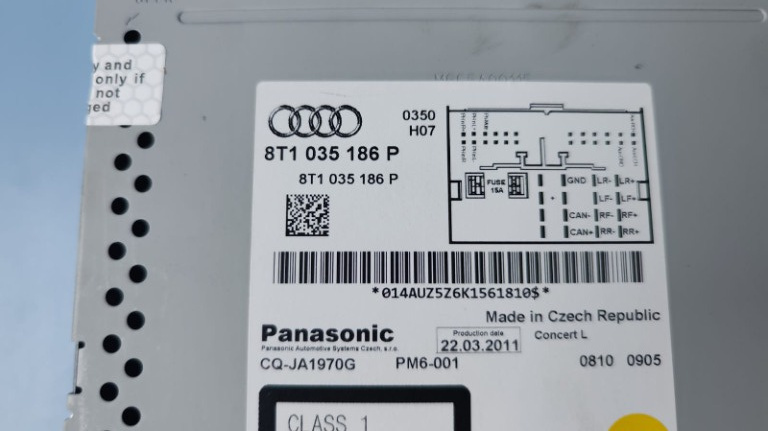 y and
only if
not
ged
0350
H07
8T1 035 186 P
8T1 035 186 P
FUSE
15A
GND LR- LR+
LF- LF+
CAN- RF- RF+
CAN+ RR- RR+
*014AUZ5Z6K1561810$*
Made in Czech Republic
Panasonic
Panasonic Automotive Systems Czech, s.r.o.
Production date
22.03.2011
Concert L
CQ-JA1970G PM6-001 0810 0905
CLASS 1